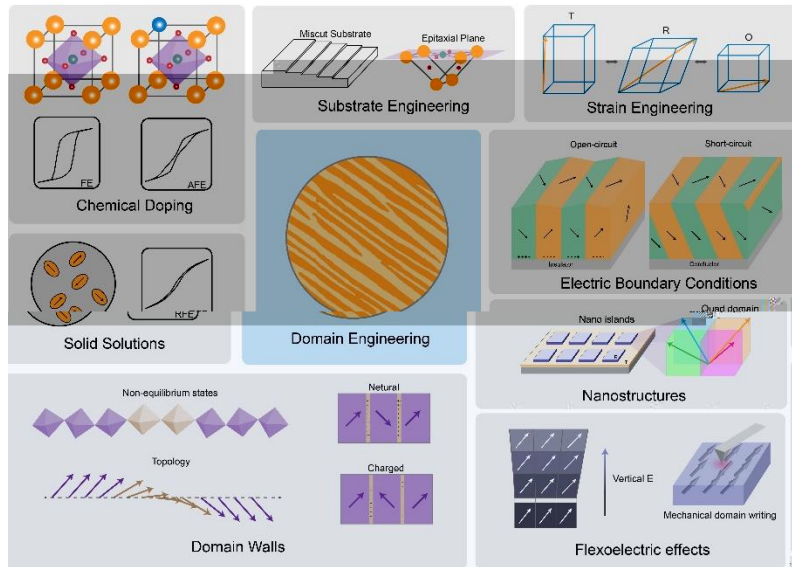 T
R
O
Miscut Substrate
Epitaxial Plane
Substrate Engineering
Strain Engineering
FE
AFE
Chemical Doping
Open-circuit
Short-circuit
Insulator
Conductor
Electric Boundary Conditions
RFE
Solid Solutions
Domain Engineering
Nano islands
Quad domain
Nanostructures
Non-equilibrium states
Netural
Topology
Charged
Domain Walls
Vertical E
Mechanical domain writing
Flexoelectric effects